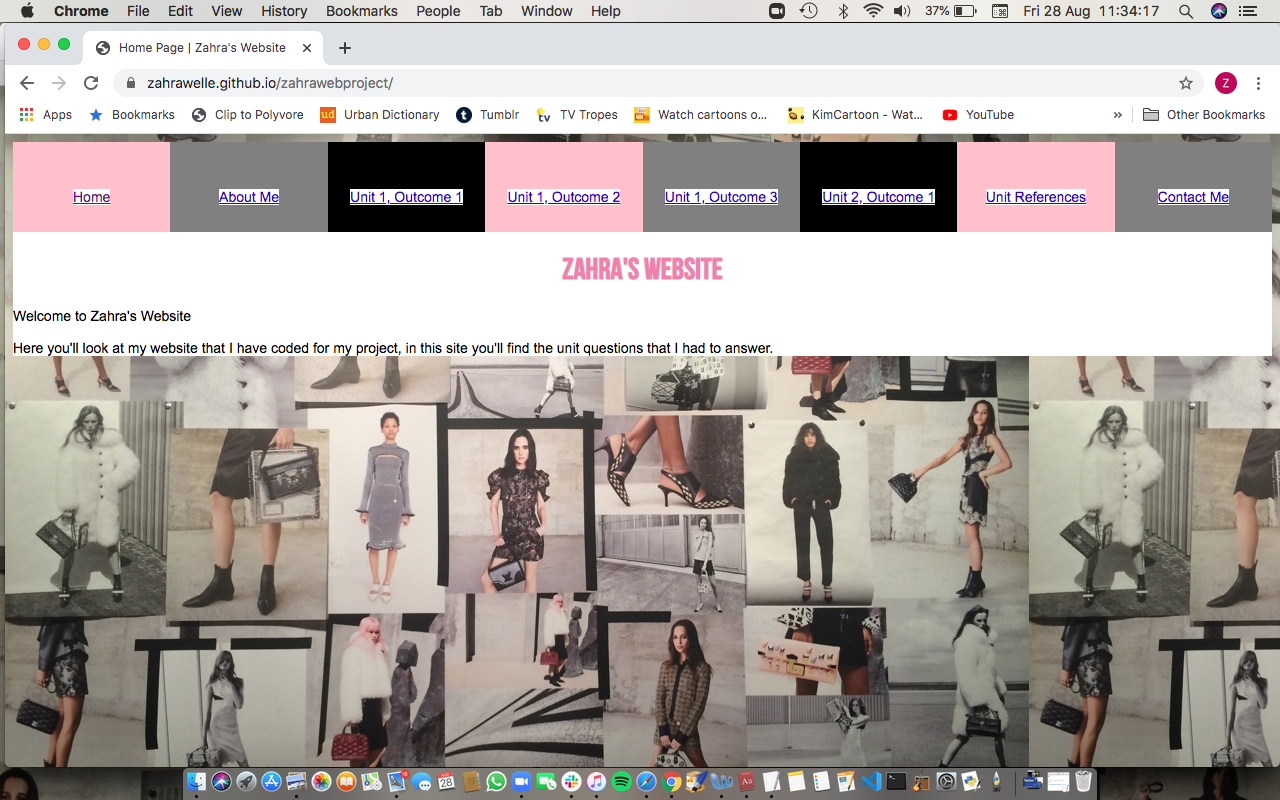 Chrome File Edit View History Bookmarks People Tab Window Help 37% Fri 28 Aug 11:34:17
Home Page | Zahra's Website
zahrawelle.github.io/zahrawebproject/ Z
Apps Bookmarks Clip to Polyvore ud Urban Dictionary t Tumblr tv TV Tropes Watch cartoons o... KimCartoon - Wat... YouTube » Other Bookmarks
Home About Me Unit 1, Outcome 1 Unit 1, Outcome 2 Unit 1, Outcome 3 Unit 2, Outcome 1 Unit References Contact Me
ZAHRA'S WEBSITE
Welcome to Zahra's Website
Here you'll look at my website that I have coded for my project, in this site you'll find the unit questions that I had to answer.
28 Aa